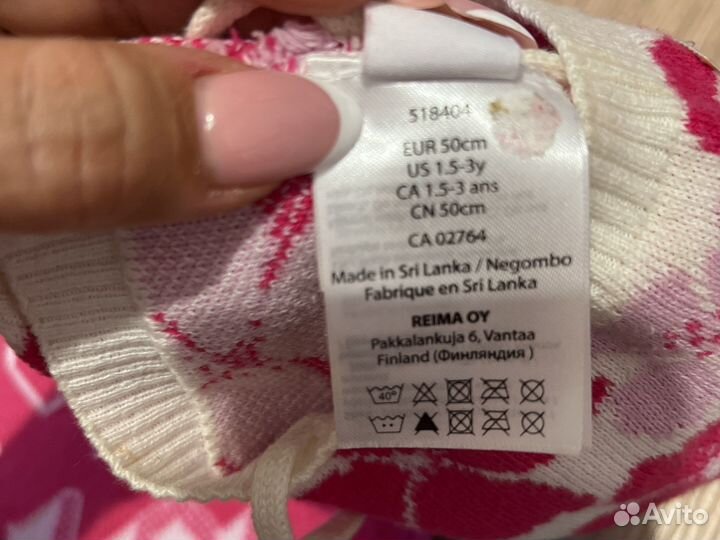 518404
EUR 50cm
US 1.5-3y
CA 1.5-3 ans
CN 50cm
CA 02764
Made in Sri Lanka / Negombo
Fabrique en Sri Lanka
REIMA OY
Pakkalankuja 6, Vantaa
Finland (Финляндия )
40°
Avito